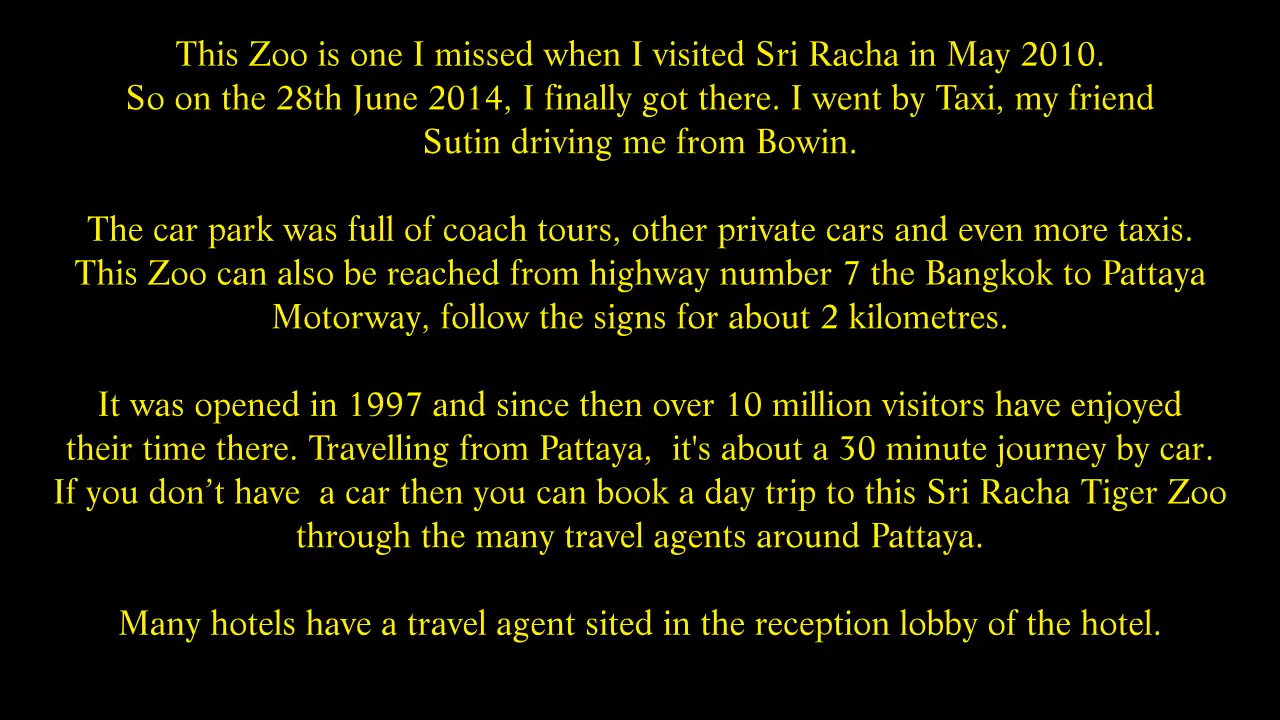 This Zoo is one I missed when I visited Sri Racha in May 2010.
So on the 28th June 2014, I finally got there. I went by Taxi, my friend
Sutin driving me from Bowin.
The car park was full of coach tours, other private cars and even more taxis.
This Zoo can also be reached from highway number 7 the Bangkok to Pattaya
Motorway, follow the signs for about 2 kilometres.
It was opened in 1997 and since then over 10 million visitors have enjoyed
their time there. Travelling from Pattaya,  it's about a 30 minute journey by car.
If you don’t have  a car then you can book a day trip to this Sri Racha Tiger Zoo
through the many travel agents around Pattaya.
Many hotels have a travel agent sited in the reception lobby of the hotel.